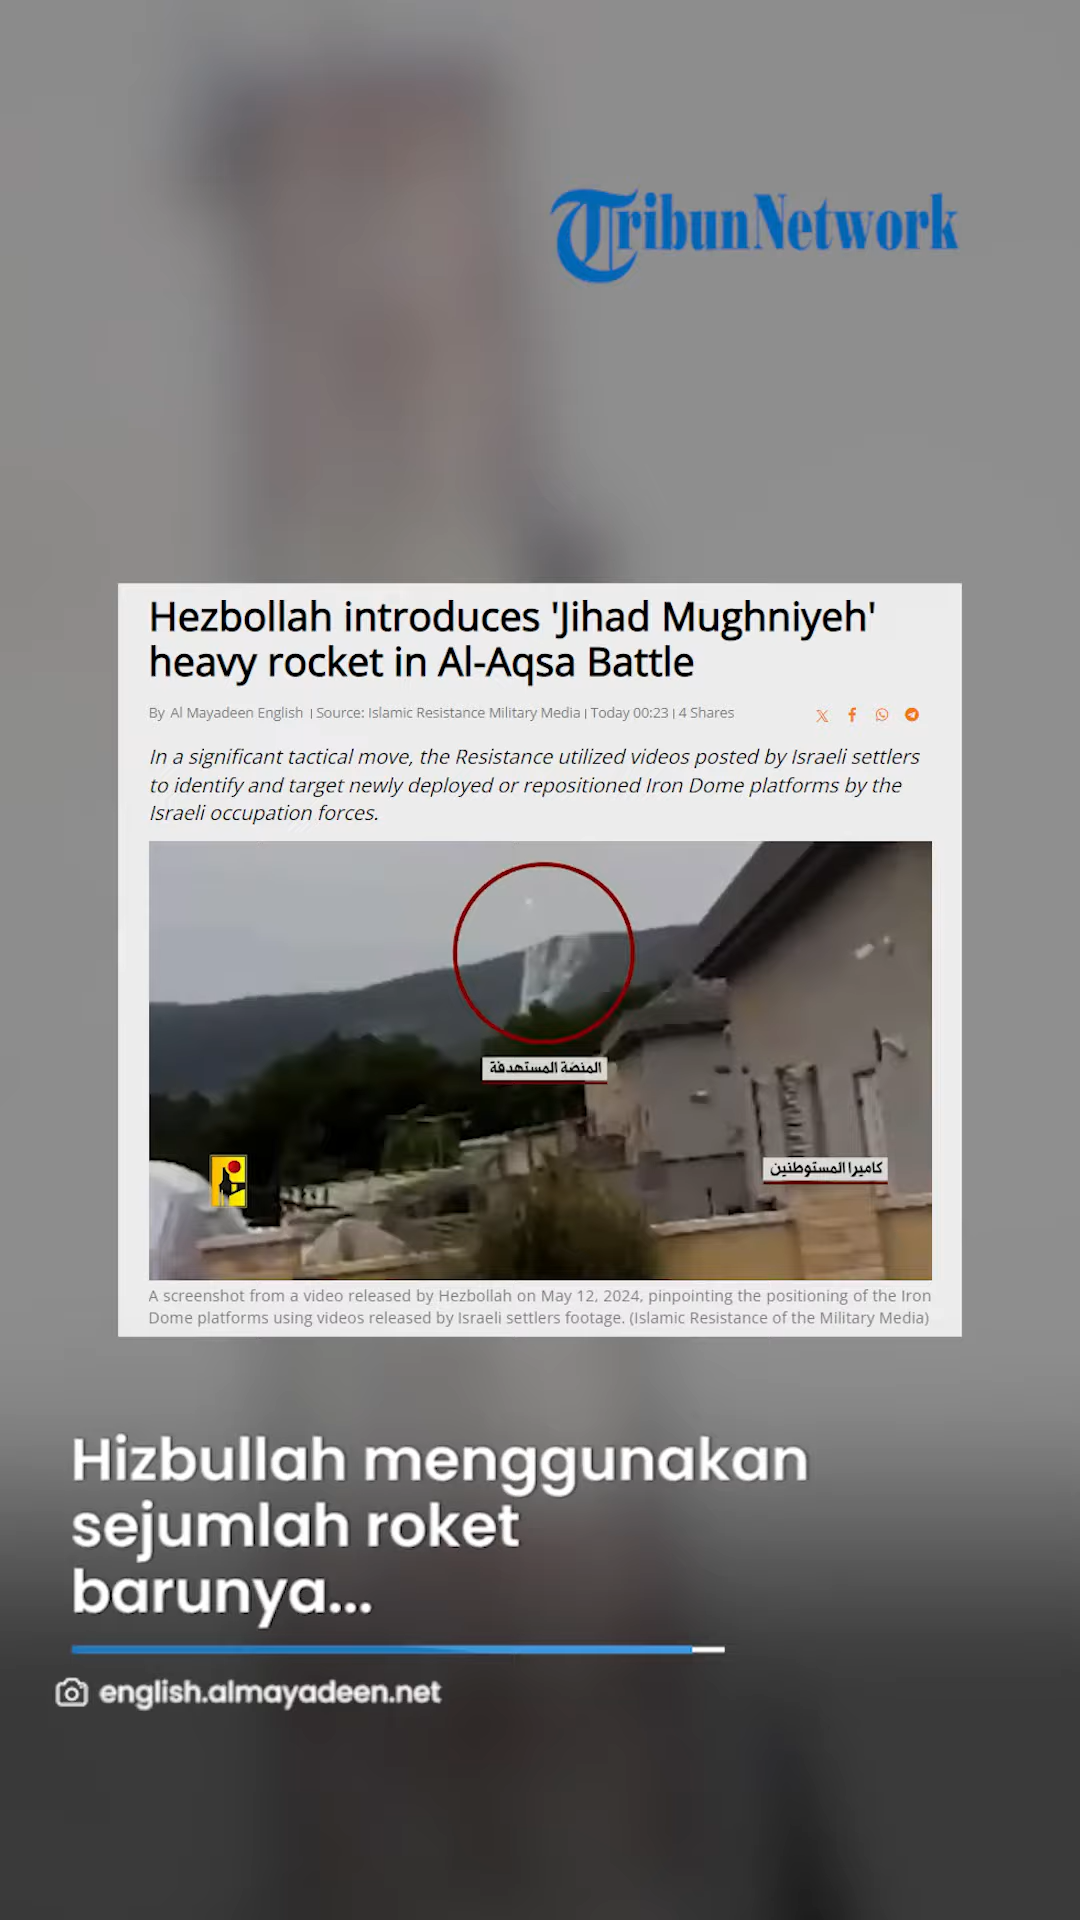 TribunNetwork
Hezbollah introduces 'Jihad Mughniyeh'
heavy rocket in Al-Aqsa Battle
By Al Mayadeen English | Source: Islamic Resistance Military Media | Today 00:23 | 4 Shares
In a significant tactical move, the Resistance utilized videos posted by Israeli settlers
to identify and target newly deployed or repositioned Iron Dome platforms by the
Israeli occupation forces.
المنصّة المستهدفة
كاميرا المستوطنين
A screenshot from a video released by Hezbollah on May 12, 2024, pinpointing the positioning of the Iron
Dome platforms using videos released by Israeli settlers footage. (Islamic Resistance of the Military Media)
Hizbullah menggunakan
sejumlah roket
barunya...
english.almayadeen.net